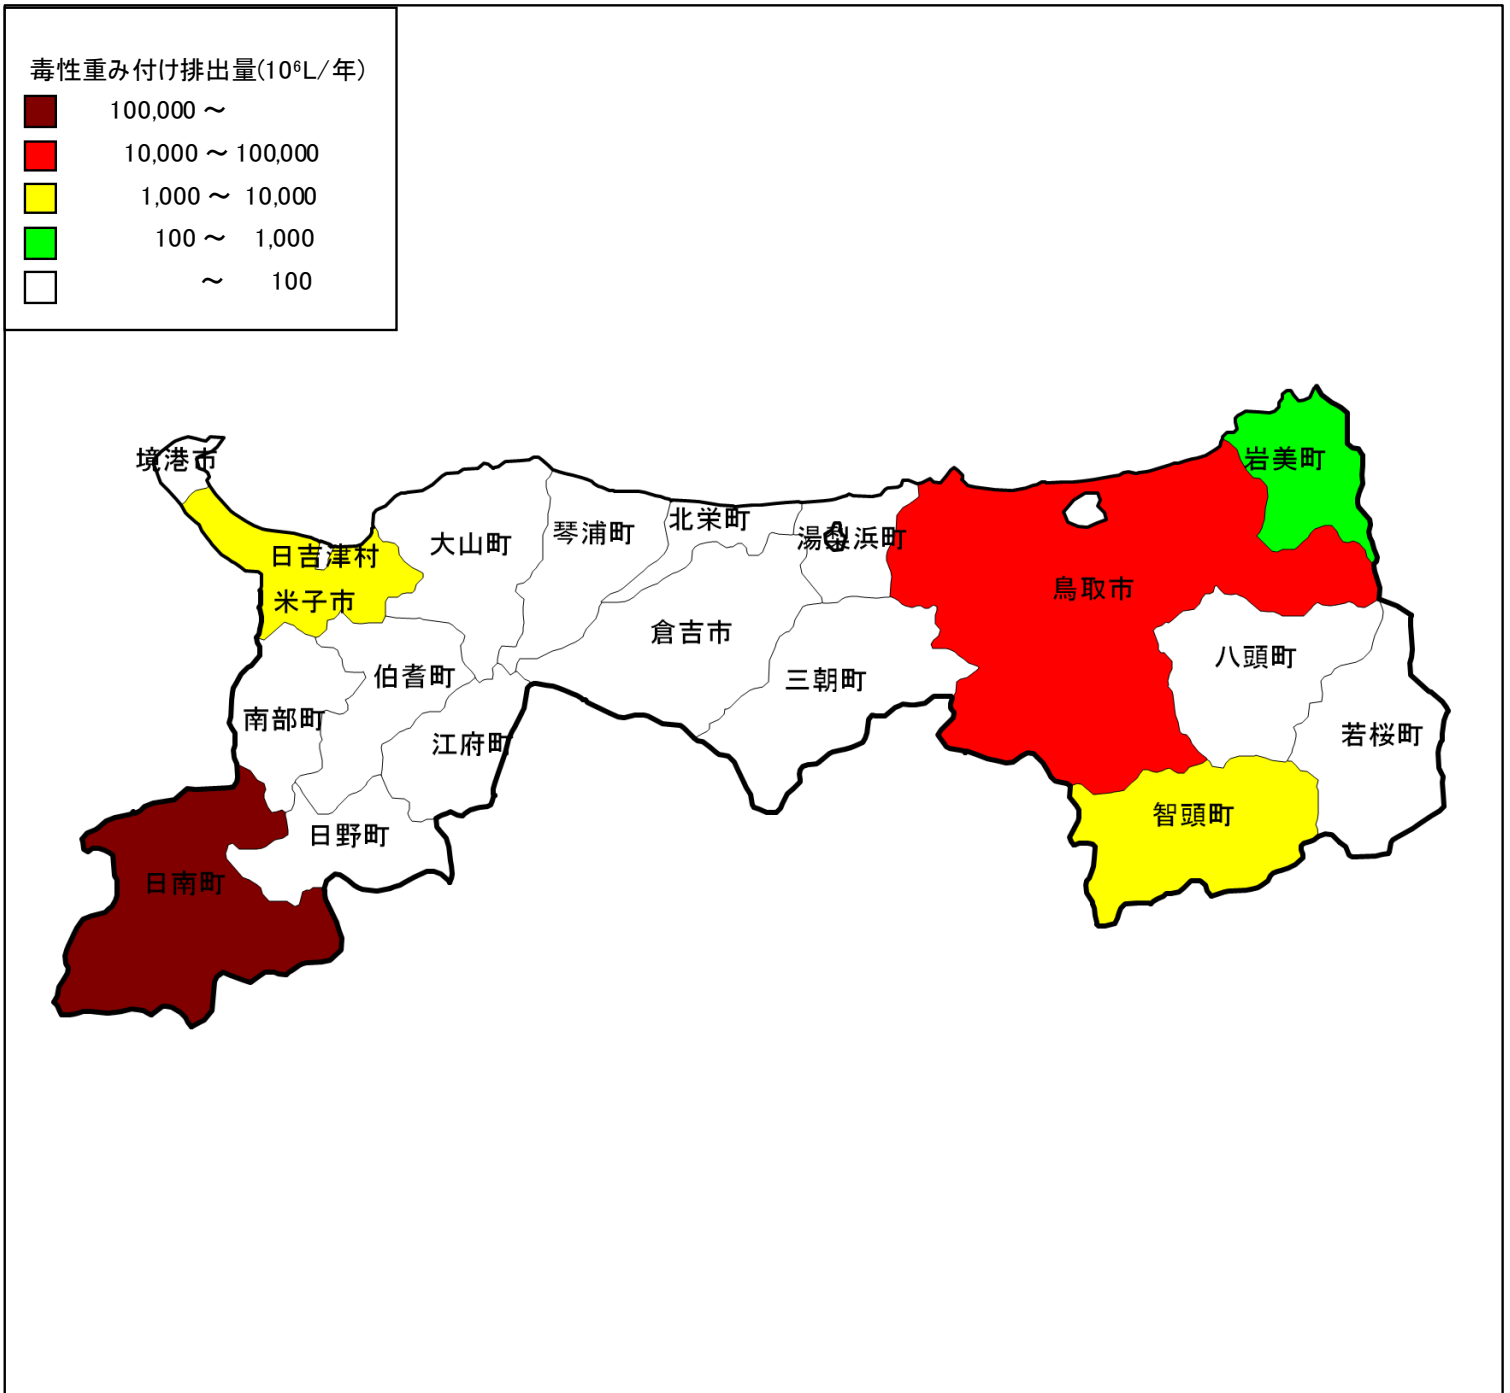 毒性重み付け排出量(10⁶L/年)
100,000 ～
10,000 ～ 100,000
1,000 ～ 10,000
100 ～ 1,000
～ 100
境港市
岩美町
北栄町
琴浦町
湯梨浜町
大山町
日吉津村
鳥取市
米子市
倉吉市
八頭町
伯耆町
三朝町
南部町
若桜町
江府町
智頭町
日野町
日南町